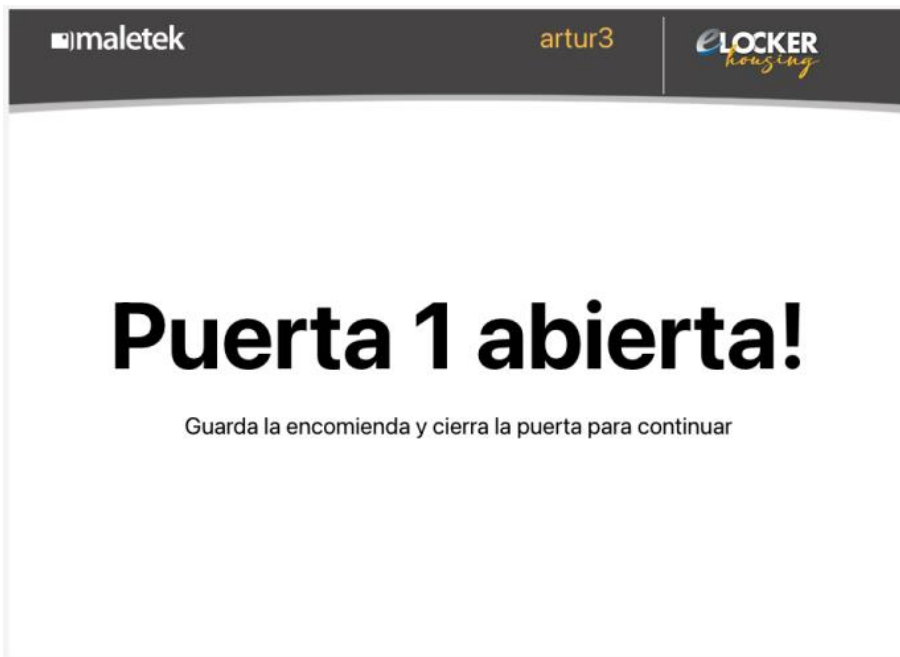 maletek
artur3
eLOCKER
housing
Puerta 1 abierta!
Guarda la encomienda y cierra la puerta para continuar